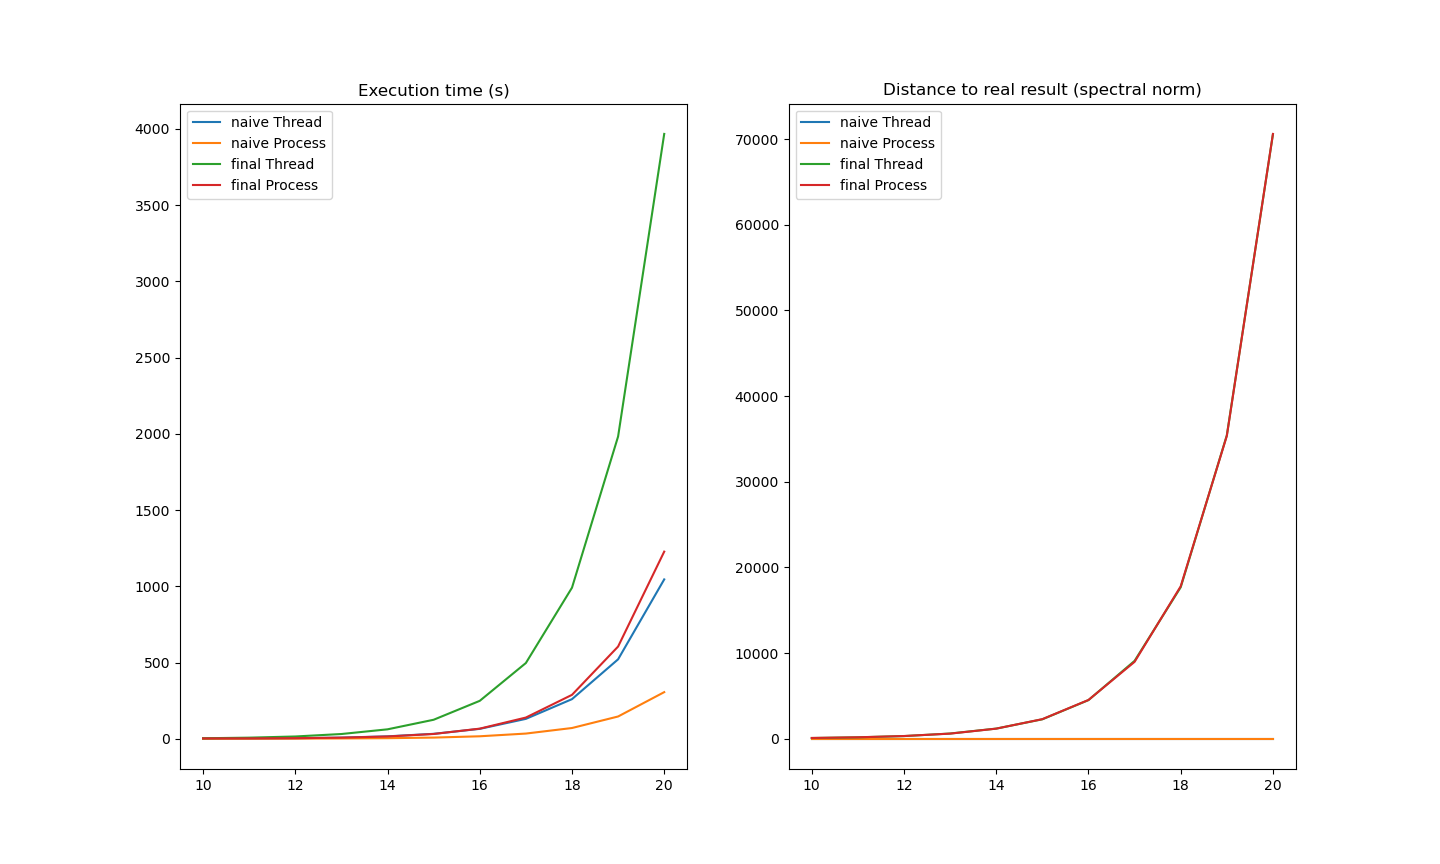 Execution time (s)
naive Thread
naive Process
final Thread
final Process
4000
3500
3000
2500
2000
1500
1000
500
0
10 12 14 16 18 20
Distance to real result (spectral norm)
naive Thread
naive Process
final Thread
final Process
70000
60000
50000
40000
30000
20000
10000
0
10 12 14 16 18 20